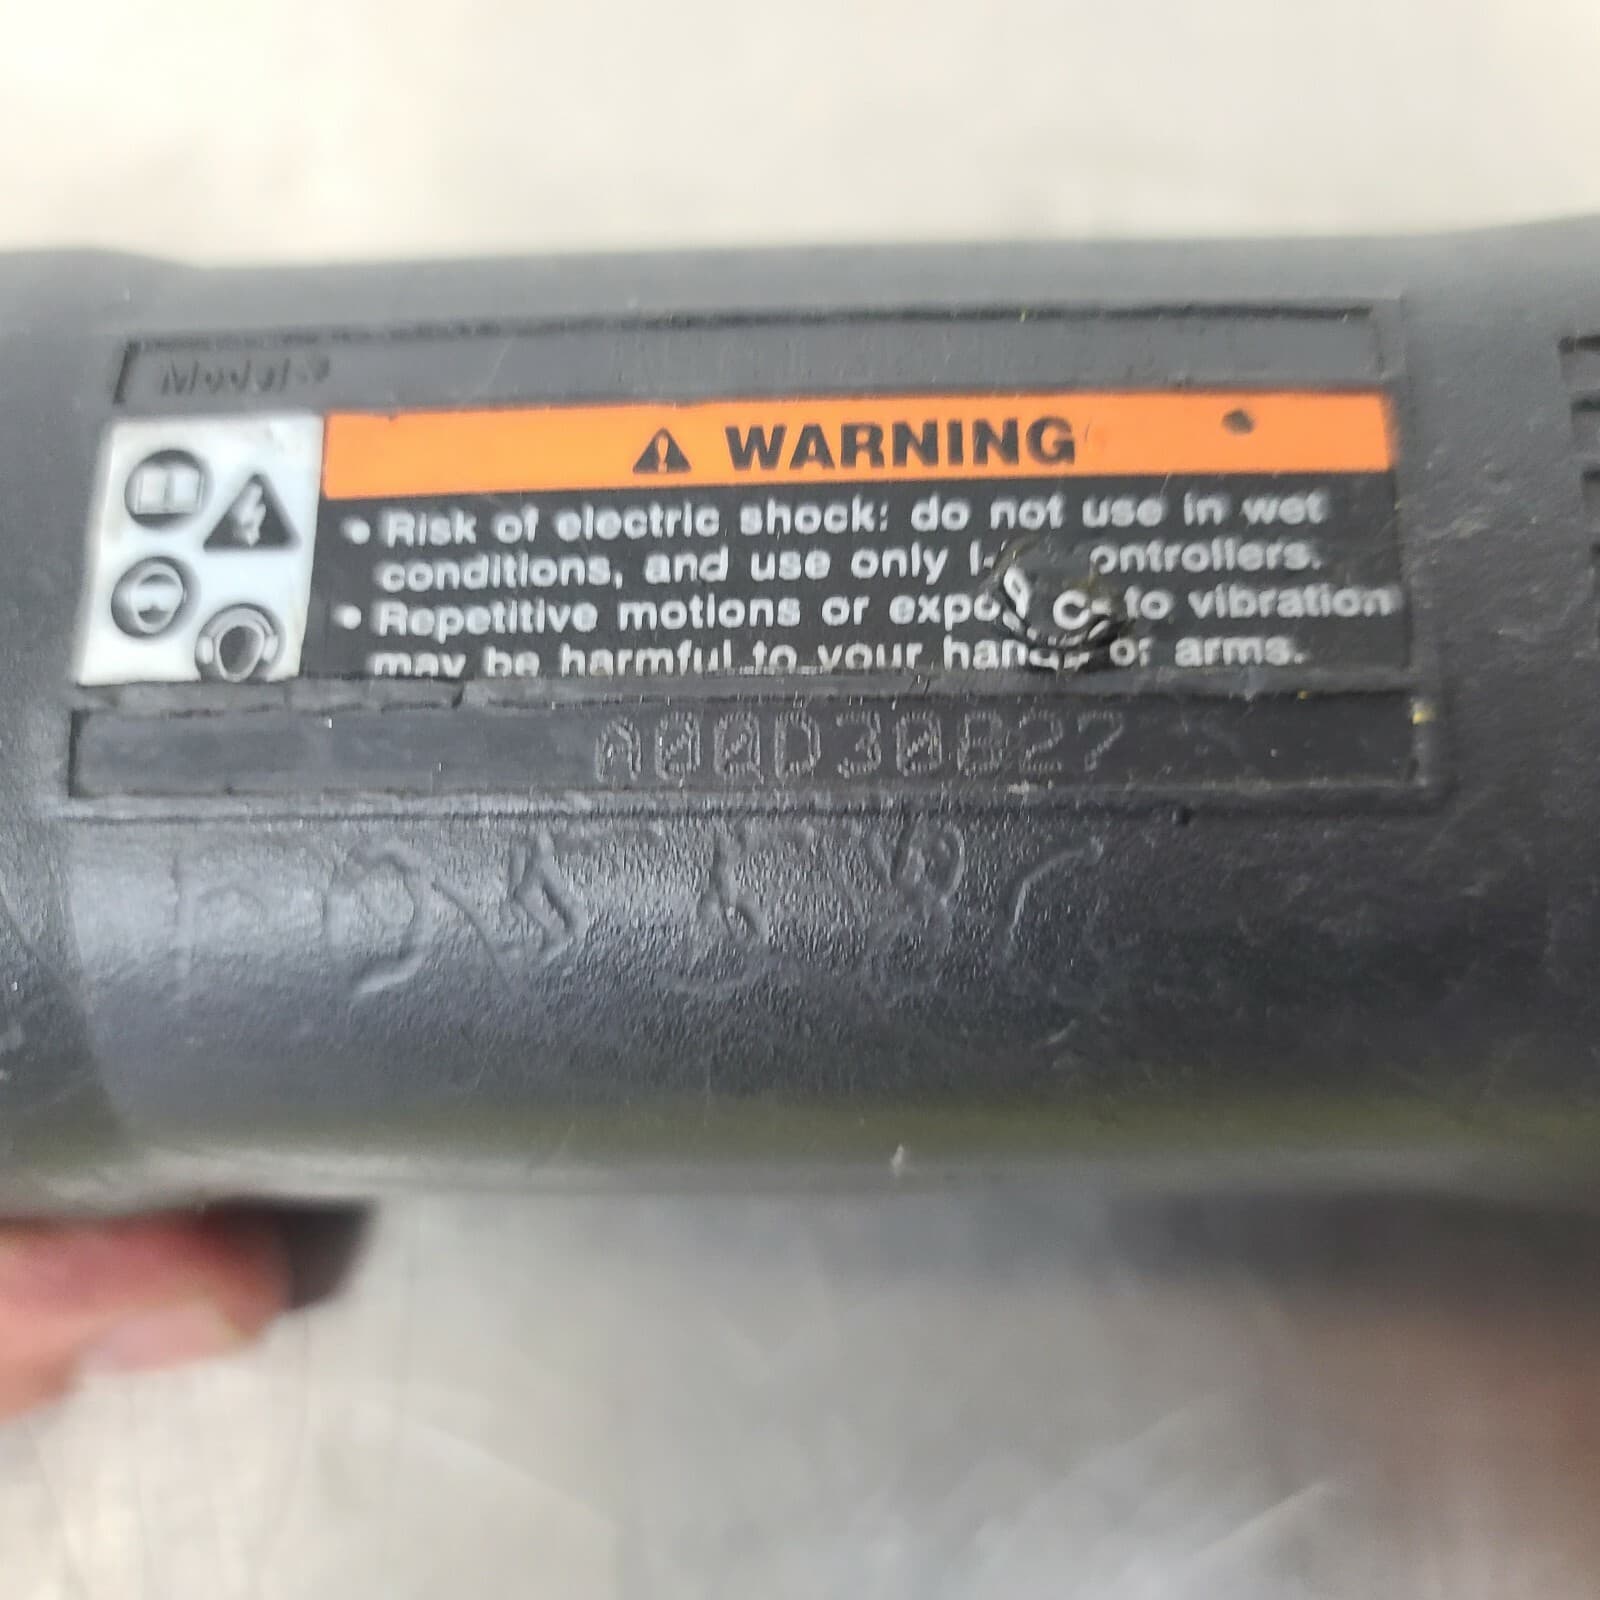 ⚠ WARNING
• Risk of electric shock: do not use in wet
conditions, and use only
• Repetitive motions or to vibration
may be harmful to your or arms.